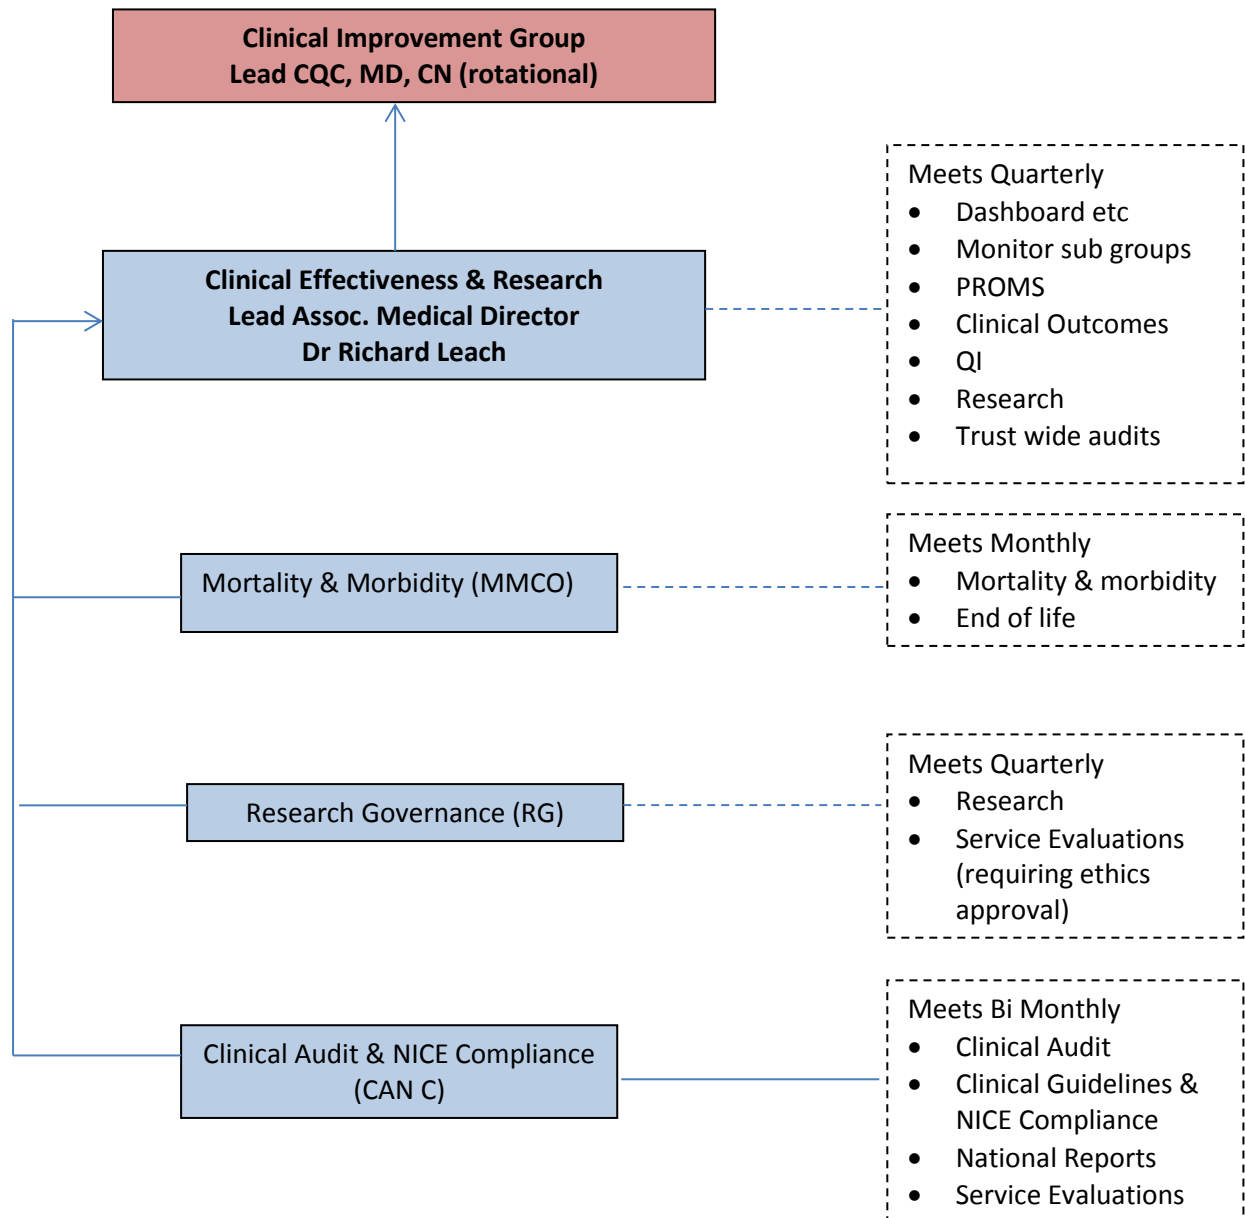 Clinical Improvement Group
Lead CQC, MD, CN (rotational)
Clinical Effectiveness & Research
Lead Assoc. Medical Director
Dr Richard Leach
Meets Quarterly
• Dashboard etc
• Monitor sub groups
• PROMS
• Clinical Outcomes
• QI
• Research
• Trust wide audits
Mortality & Morbidity (MMCO)
Meets Monthly
• Mortality & morbidity
• End of life
Research Governance (RG)
Meets Quarterly
• Research
• Service Evaluations
(requiring ethics
approval)
Clinical Audit & NICE Compliance
(CAN C)
Meets Bi Monthly
• Clinical Audit
• Clinical Guidelines &
NICE Compliance
• National Reports
• Service Evaluations